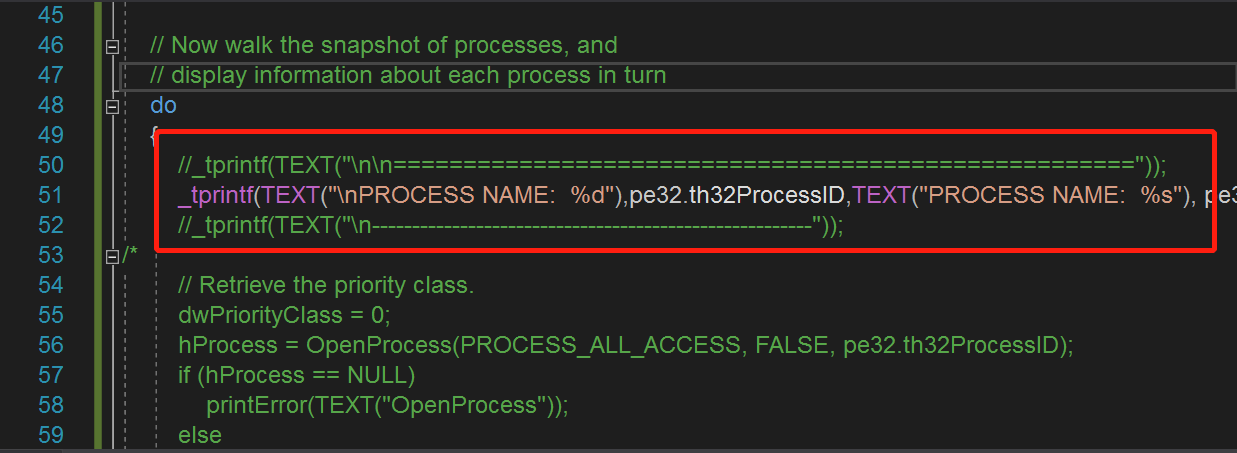 45
46 // Now walk the snapshot of processes, and
47 // display information about each process in turn
48 do
49 {
50 //_tprintf(TEXT("\n\n====================================================="));
51 _tprintf(TEXT("\nPROCESS NAME:  %d"),pe32.th32ProcessID,TEXT("PROCESS NAME:  %s"), pe3
52 //_tprintf(TEXT("\n-------------------------------------------------------"));
53 /*
54 // Retrieve the priority class.
55 dwPriorityClass = 0;
56 hProcess = OpenProcess(PROCESS_ALL_ACCESS, FALSE, pe32.th32ProcessID);
57 if (hProcess == NULL)
58 printError(TEXT("OpenProcess"));
59 else